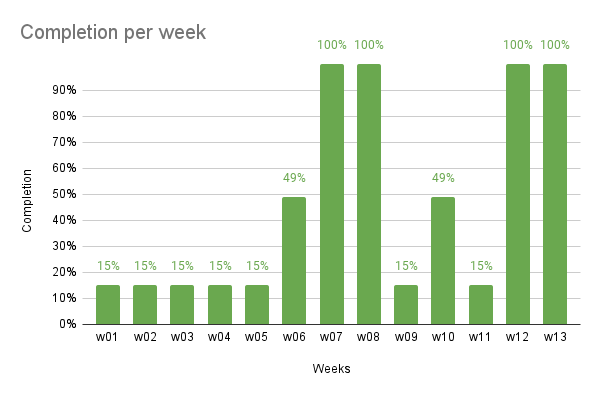 Completion per week
100% 100% 100% 100%
90%
80%
70%
60%
49% 49%
50%
40%
30%
15% 15% 15% 15% 15% 15% 15%
20%
10%
0%
w01 w02 w03 w04 w05 w06 w07 w08 w09 w10 w11 w12 w13
Completion
Weeks